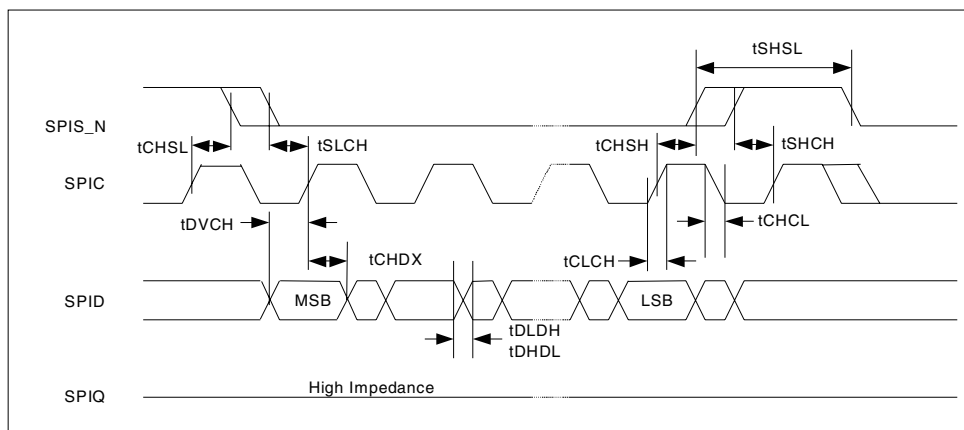 tSHSL
SPIS_N
tCHSL
tSLCH
tCHSH
tSHCH
SPIC
tDVCH
tCHCL
tCHDX
tCLCH
SPID
MSB
LSB
tDLDH
tDHDL
High Impedance
SPIQ